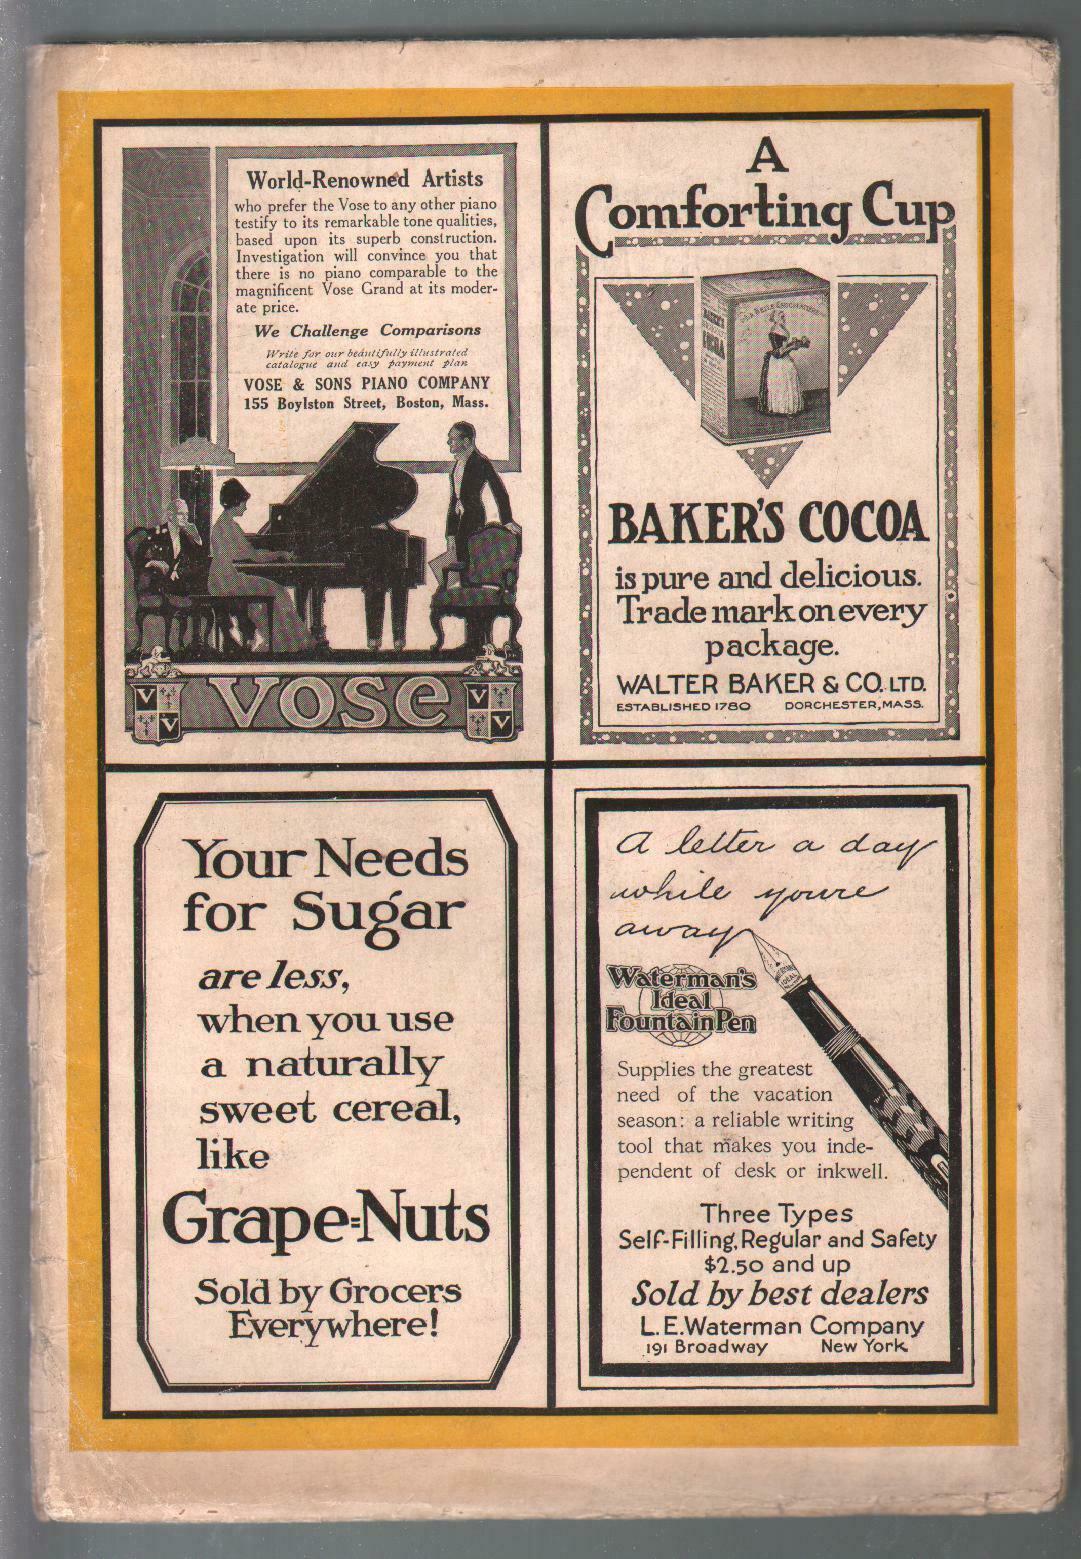 World-Renowned Artists
who prefer the Vose to any other piano
testify to its remarkable tone qualities,
based upon its superb construction.
Investigation will convince you that
there is no piano comparable to the
magnificent Vose Grand at its moder-
ate price.
We Challenge Comparisons
Write for our beautifully illustrated
catalogue and easy payment plan
VOSE & SONS PIANO COMPANY
155 Boylston Street, Boston, Mass.
V V
VOSE
V V
A
Comforting Cup
BAKER'S
COCOA
BAKER'S COCOA
is pure and delicious.
Trade mark on every
package.
WALTER BAKER & CO. LTD.
ESTABLISHED 1780 DORCHESTER, MASS.
Your Needs
for Sugar
are less,
when you use
a naturally
sweet cereal,
like
Grape=Nuts
Sold by Grocers
Everywhere!
A letter a day
while youre
away
Waterman's
Ideal
Fountain Pen
IDEAL
Supplies the greatest
need of the vacation
season: a reliable writing
tool that makes you inde-
pendent of desk or inkwell.
Three Types
Self-Filling, Regular and Safety
$2.50 and up
Sold by best dealers
L.E. Waterman Company
191 Broadway New York